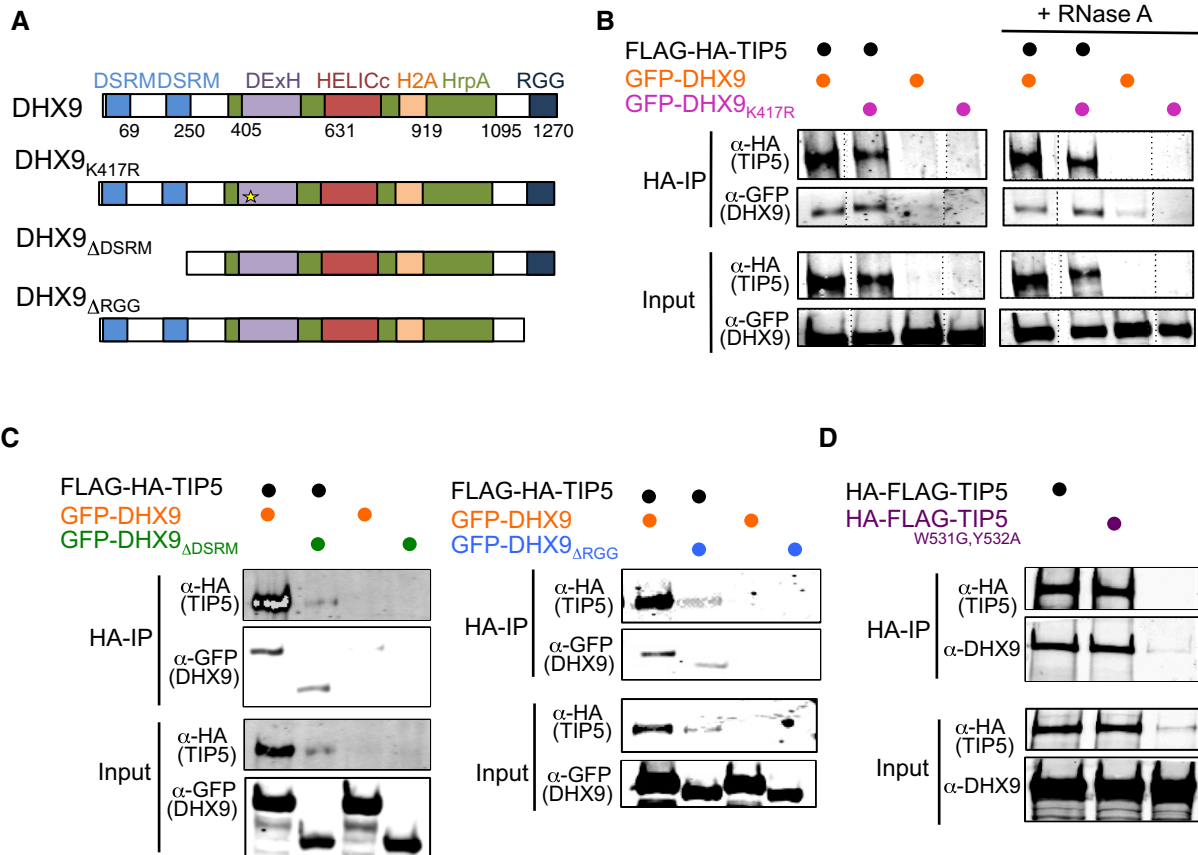 A
DSRM DSRM DExH HELICc H2A HrpA RGG
DHX9
69 250 405 631 919 1095 1270
DHX9K417R
DHX9ΔDSRM
DHX9ΔRGG
B
+ RNase A
FLAG-HA-TIP5
GFP-DHX9
GFP-DHX9K417R
HA-IP
α-HA
(TIP5)
α-GFP
(DHX9)
Input
α-HA
(TIP5)
α-GFP
(DHX9)
C
FLAG-HA-TIP5
GFP-DHX9
GFP-DHX9ΔDSRM
HA-IP
α-HA
(TIP5)
α-GFP
(DHX9)
Input
α-HA
(TIP5)
α-GFP
(DHX9)
FLAG-HA-TIP5
GFP-DHX9
GFP-DHX9ΔRGG
HA-IP
α-HA
(TIP5)
α-GFP
(DHX9)
Input
α-HA
(TIP5)
α-GFP
(DHX9)
D
HA-FLAG-TIP5
HA-FLAG-TIP5
W531G,Y532A
HA-IP
α-HA
(TIP5)
α-DHX9
Input
α-HA
(TIP5)
α-DHX9